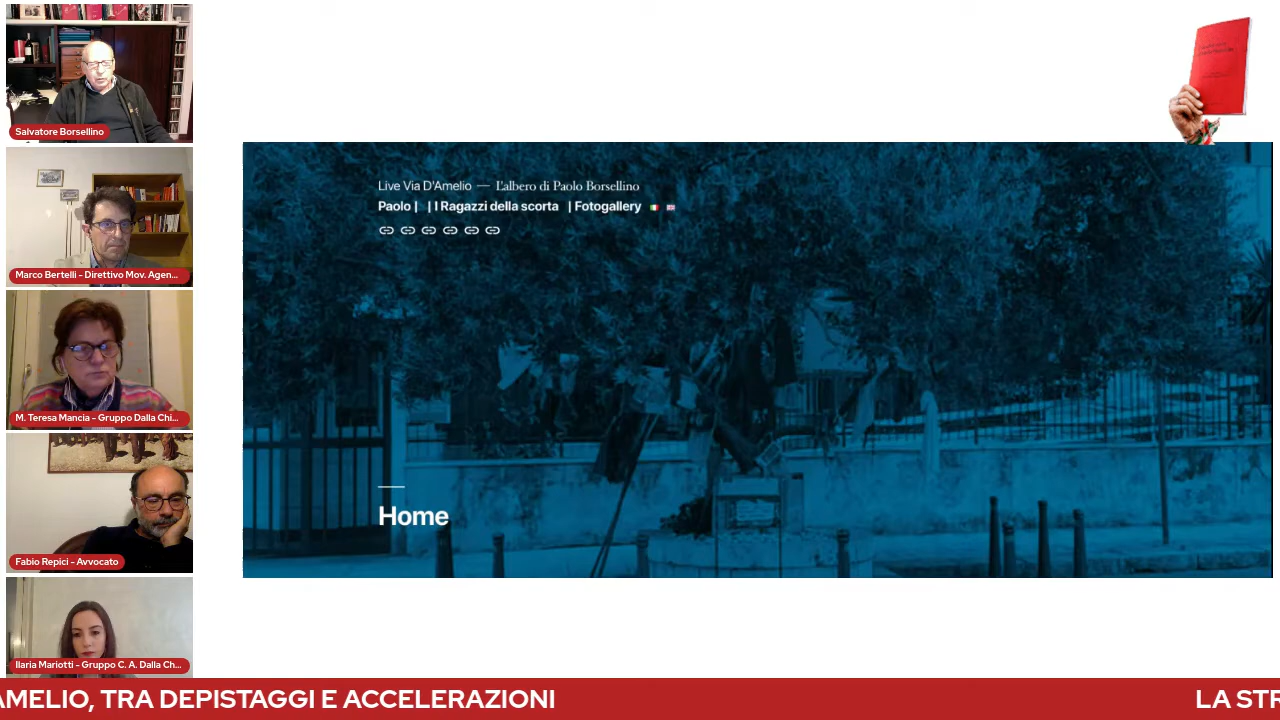 Salvatore Borsellino
Marco Bertelli - Direttivo Mov. Agen...
M. Teresa Mancia - Gruppo Dalla Chi...
Fabio Repici - Avvocato
Ilaria Mariotti - Gruppo C. A. Dalla Ch...
Live Via D'Amelio — L'albero di Paolo Borsellino
Paolo | | I Ragazzi della scorta | Fotogallery
Home
AMELIO, TRA DEPISTAGGI E ACCELERAZIONI
LA STR